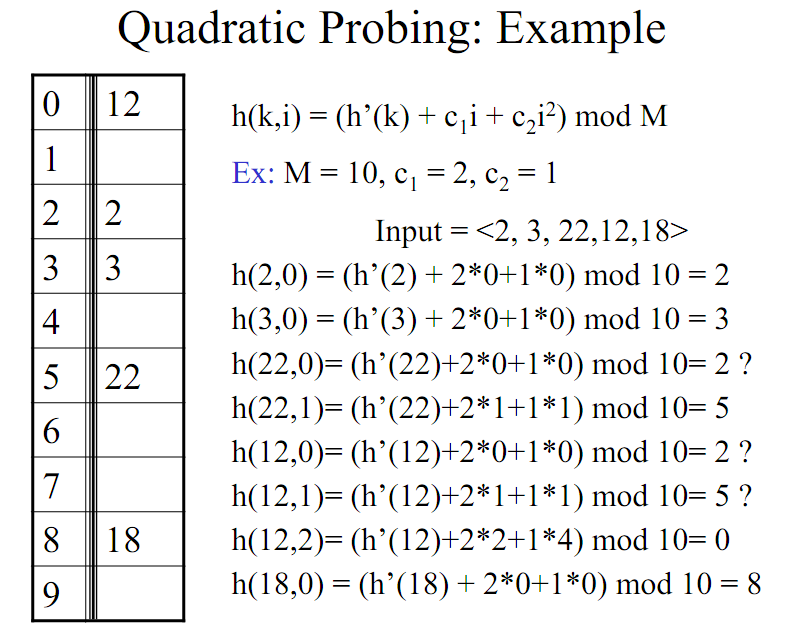 Quadratic Probing: Example
0 12
1
2 2
3 3
4
5 22
6
7
8 18
9
h(k,i) = (h’(k) + c₁i + c₂i²) mod M
Ex: M = 10, c₁ = 2, c₂ = 1
Input = <2, 3, 22,12,18>
h(2,0) = (h’(2) + 2*0+1*0) mod 10 = 2
h(3,0) = (h’(3) + 2*0+1*0) mod 10 = 3
h(22,0)= (h’(22)+2*0+1*0) mod 10= 2 ?
h(22,1)= (h’(22)+2*1+1*1) mod 10= 5
h(12,0)= (h’(12)+2*0+1*0) mod 10= 2 ?
h(12,1)= (h’(12)+2*1+1*1) mod 10= 5 ?
h(12,2)= (h’(12)+2*2+1*4) mod 10= 0
h(18,0) = (h’(18) + 2*0+1*0) mod 10 = 8